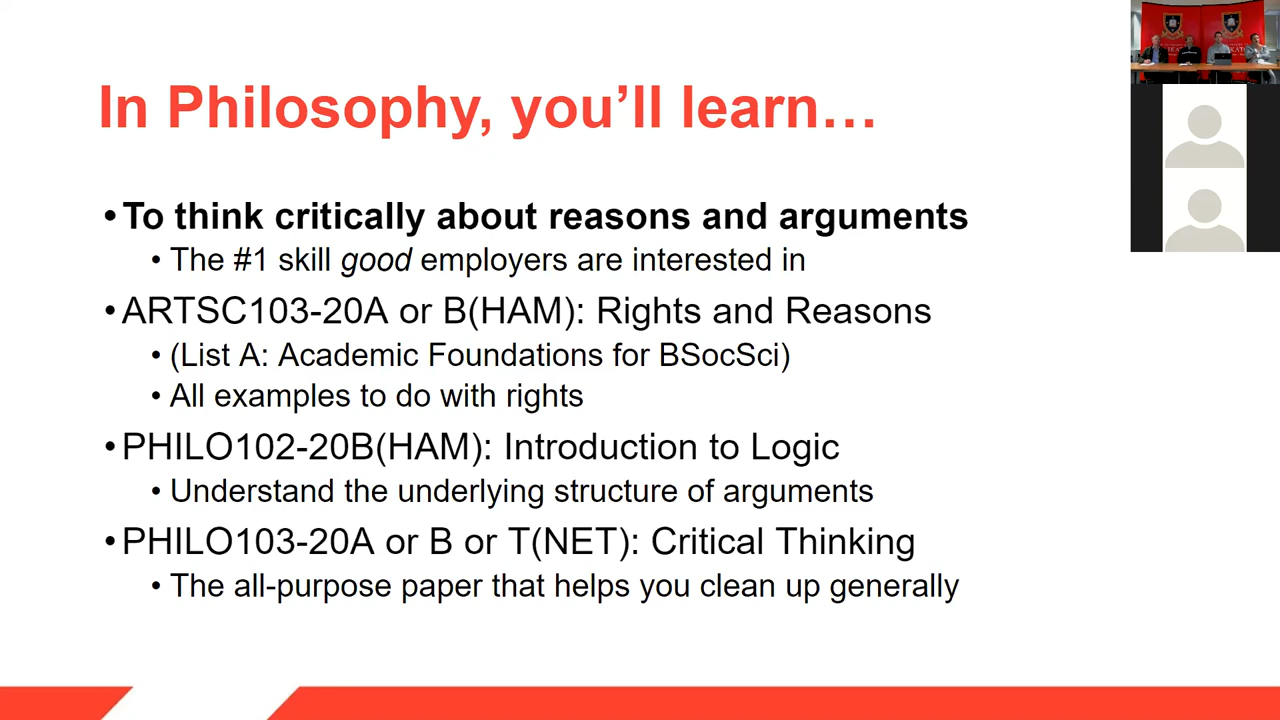 In Philosophy, you’ll learn…
• To think critically about reasons and arguments
• The #1 skill good employers are interested in
• ARTSC103-20A or B(HAM): Rights and Reasons
• (List A: Academic Foundations for BSocSci)
• All examples to do with rights
• PHILO102-20B(HAM): Introduction to Logic
• Understand the underlying structure of arguments
• PHILO103-20A or B or T(NET): Critical Thinking
• The all-purpose paper that helps you clean up generally